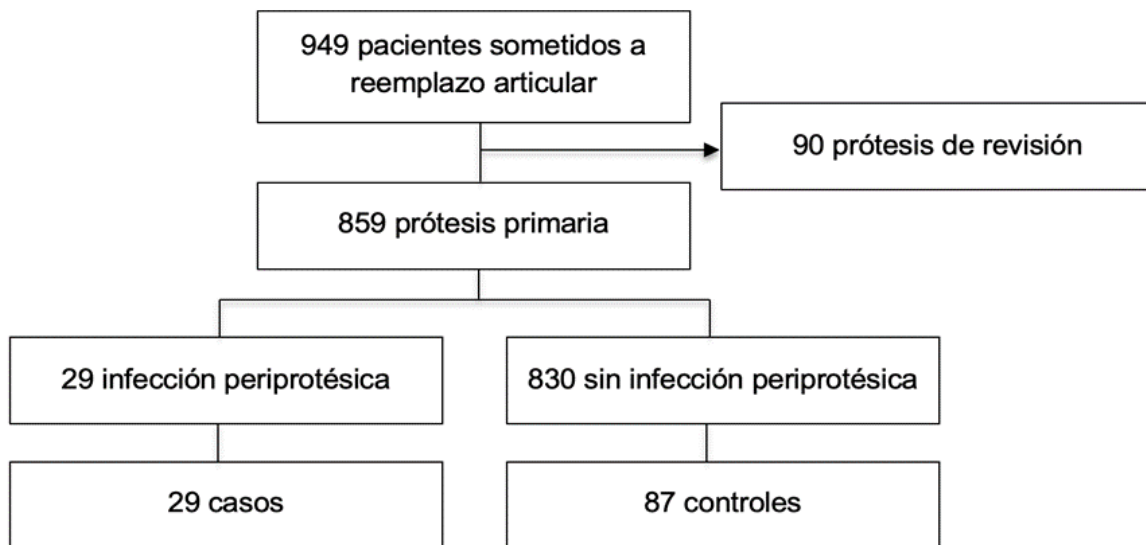 949 pacientes sometidos a
reemplazo articular
90 prótesis de revisión
859 prótesis primaria
29 infección periprotésica
830 sin infección periprotésica
29 casos
87 controles